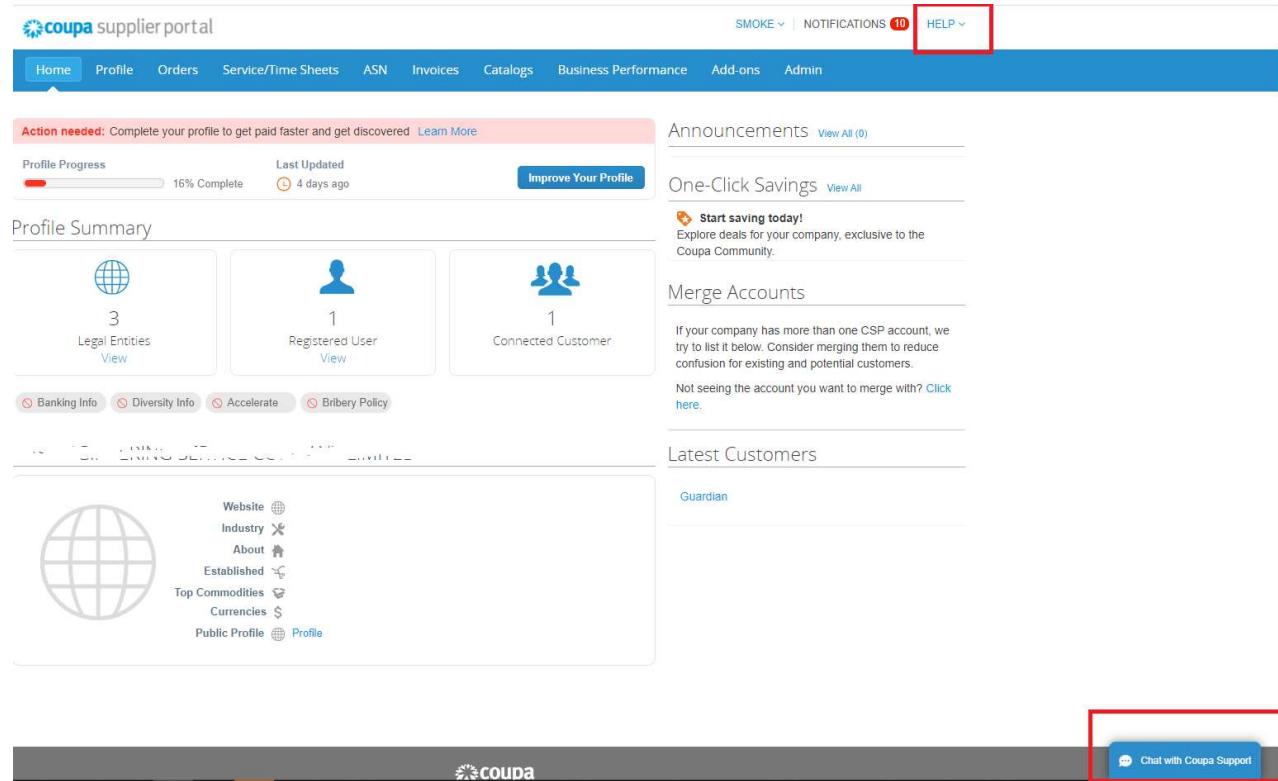 coupa supplier portal
SMOKE NOTIFICATIONS 10 HELP
Home Profile Orders Service/Time Sheets ASN Invoices Catalogs Business Performance Add-ons Admin
Action needed: Complete your profile to get paid faster and get discovered Learn More
Profile Progress
16% Complete
Last Updated
4 days ago
Improve Your Profile
Profile Summary
3
Legal Entities
View
1
Registered User
View
1
Connected Customer
Banking Info Diversity Info Accelerate Bribery Policy
Website
Industry
About
Established
Top Commodities
Currencies $
Public Profile Profile
Announcements View All (0)
One-Click Savings View All
Start saving today!
Explore deals for your company, exclusive to the
Coupa Community.
Merge Accounts
If your company has more than one CSP account, we
try to list it below. Consider merging them to reduce
confusion for existing and potential customers.
Not seeing the account you want to merge with? Click
here.
Latest Customers
Guardian
coupa
Chat with Coupa Support